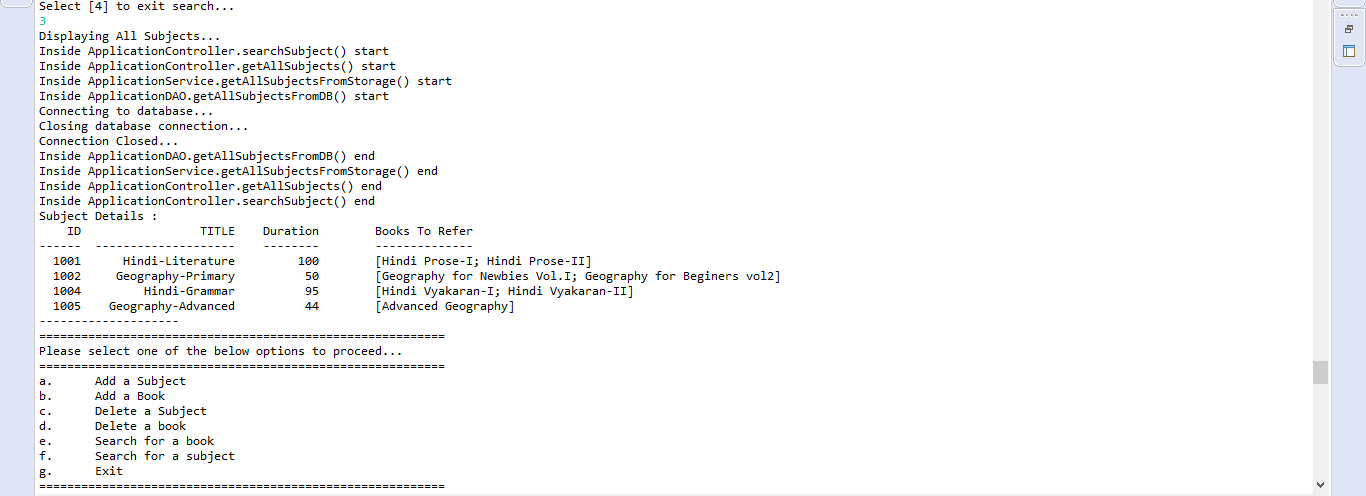 Select [4] to exit search...
3
Displaying All Subjects...
Inside ApplicationController.searchSubject() start
Inside ApplicationController.getAllSubjects() start
Inside ApplicationService.getAllSubjectsFromStorage() start
Inside ApplicationDAO.getAllSubjectsFromDB() start
Connecting to database...
Closing database connection...
Connection Closed...
Inside ApplicationDAO.getAllSubjectsFromDB() end
Inside ApplicationService.getAllSubjectsFromStorage() end
Inside ApplicationController.getAllSubjects() end
Inside ApplicationController.searchSubject() end
Subject Details :
    ID                 TITLE    Duration        Books To Refer
------  --------------------    --------        --------------
  1001      Hindi-Literature         100        [Hindi Prose-I; Hindi Prose-II]
  1002     Geography-Primary          50        [Geography for Newbies Vol.I; Geography for Beginers vol2]
  1004         Hindi-Grammar          95        [Hindi Vyakaran-I; Hindi Vyakaran-II]
  1005    Geography-Advanced          44        [Advanced Geography]
--------------------
==========================================================
Please select one of the below options to proceed...
==========================================================
a.      Add a Subject
b.      Add a Book
c.      Delete a Subject
d.      Delete a book
e.      Search for a book
f.      Search for a subject
g.      Exit
==========================================================